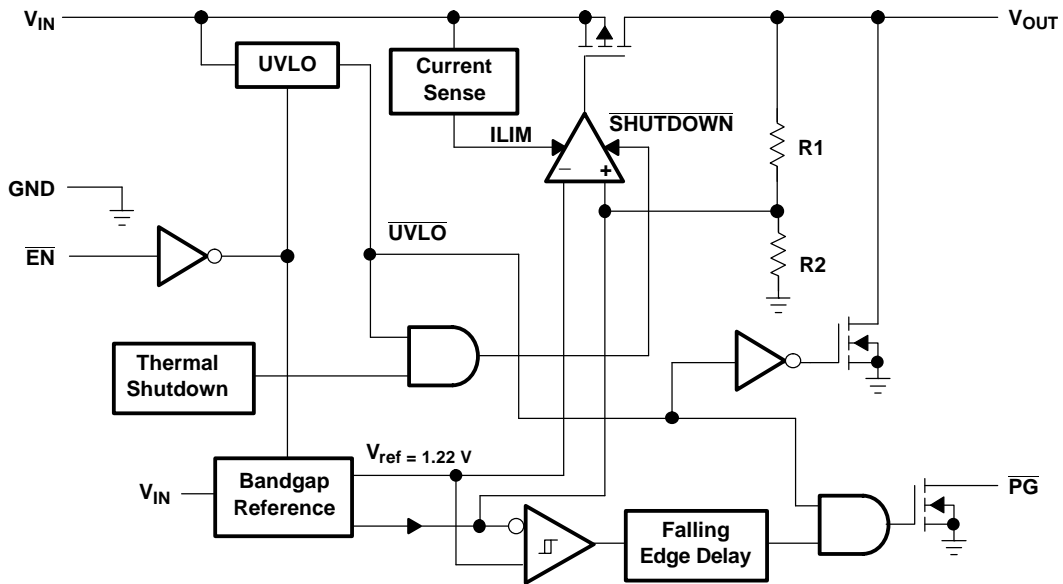 VIN
VOUT
UVLO
Current
Sense
SHUTDOWN
ILIM
R1
− +
GND
UVLO
EN
R2
Thermal
Shutdown
Vref = 1.22 V
Bandgap
Reference
VIN
PG
Falling
Edge Delay